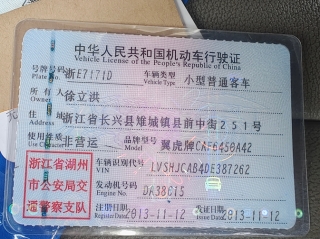 中华人民共和国机动车行驶证
Vehicle License of the People's Republic of China
号牌号码 浙E7171D 车辆类型 小型普通客车
Plate No. Vehicle Type
所有人 徐立洪
Owner
住址 浙江省长兴县雉城镇县前中街251号
Address
使用性质 非营运 品牌型号 翼虎牌CAF6450A42
Use Character Model
浙江省湖州
市公安局交
通警察支队
车辆识别代号 LVSHJCAB4DE387262
VIN
发动机号码 DA38615
Engine No.
注册日期 2013-11-12 发证日期 2013-11-12
Register Date Issue Date